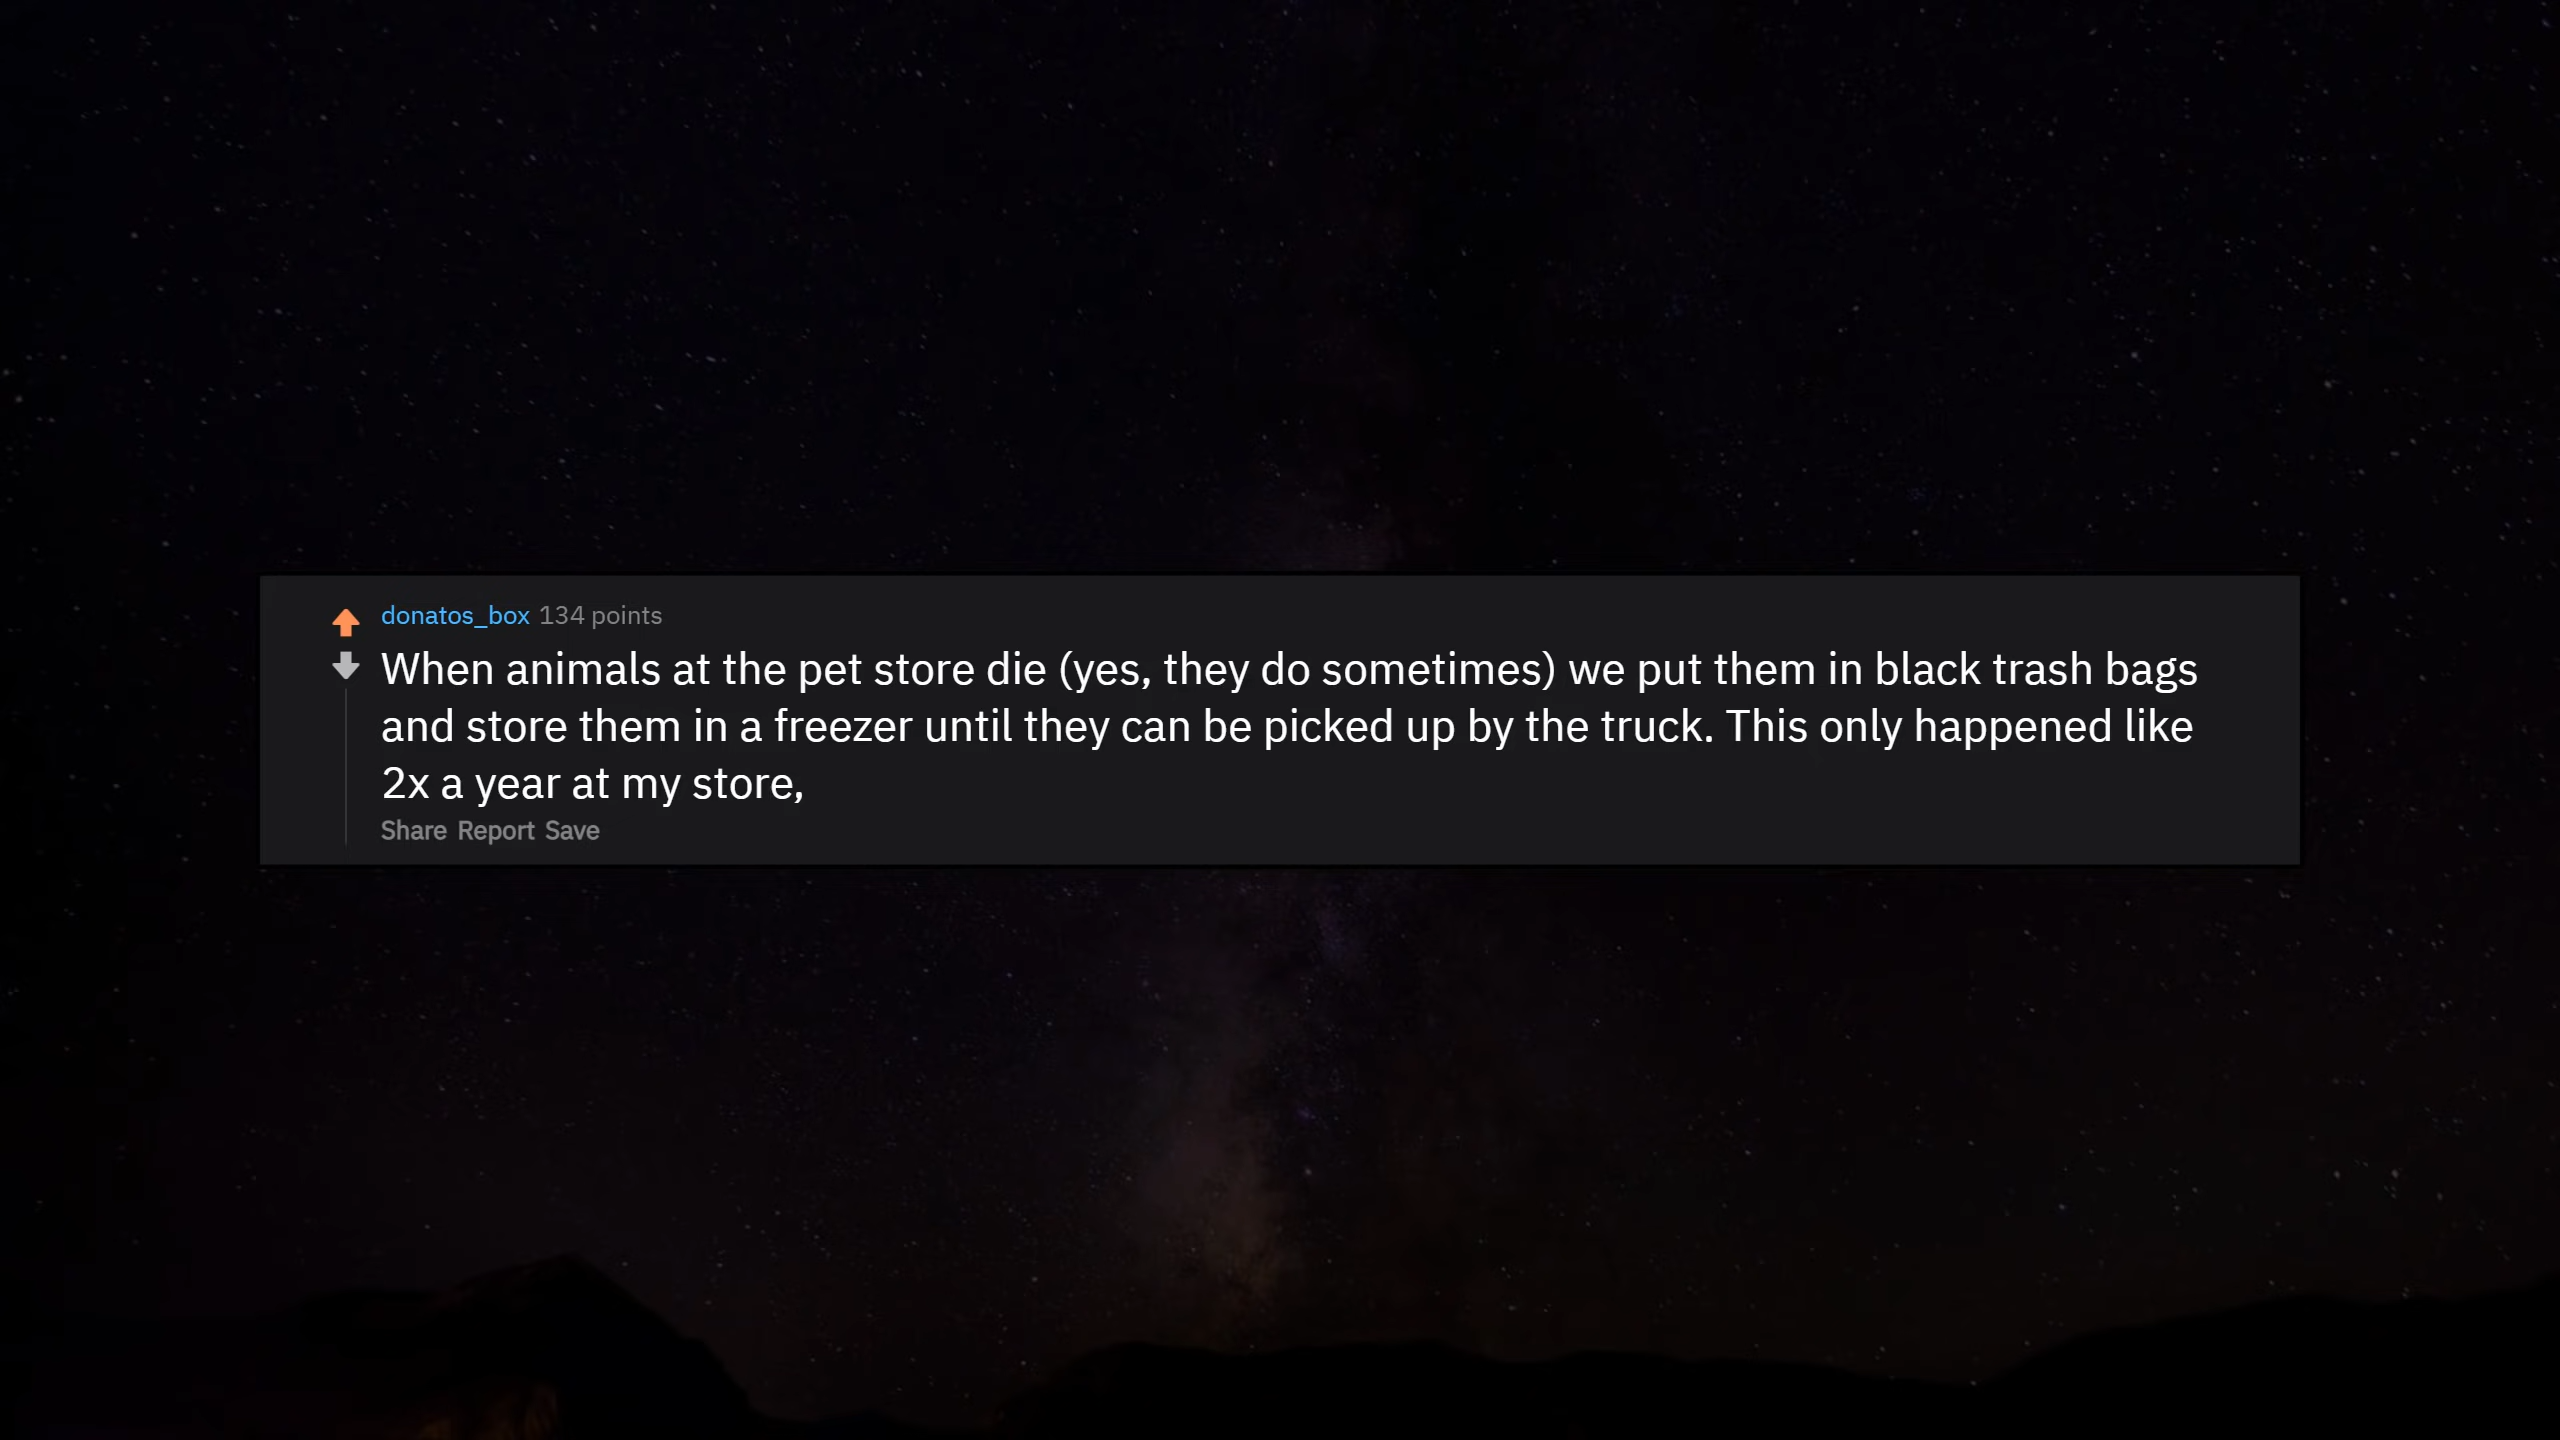 donatos_box 134 points
When animals at the pet store die (yes, they do sometimes) we put them in black trash bags
and store them in a freezer until they can be picked up by the truck. This only happened like
2x a year at my store,
Share Report Save